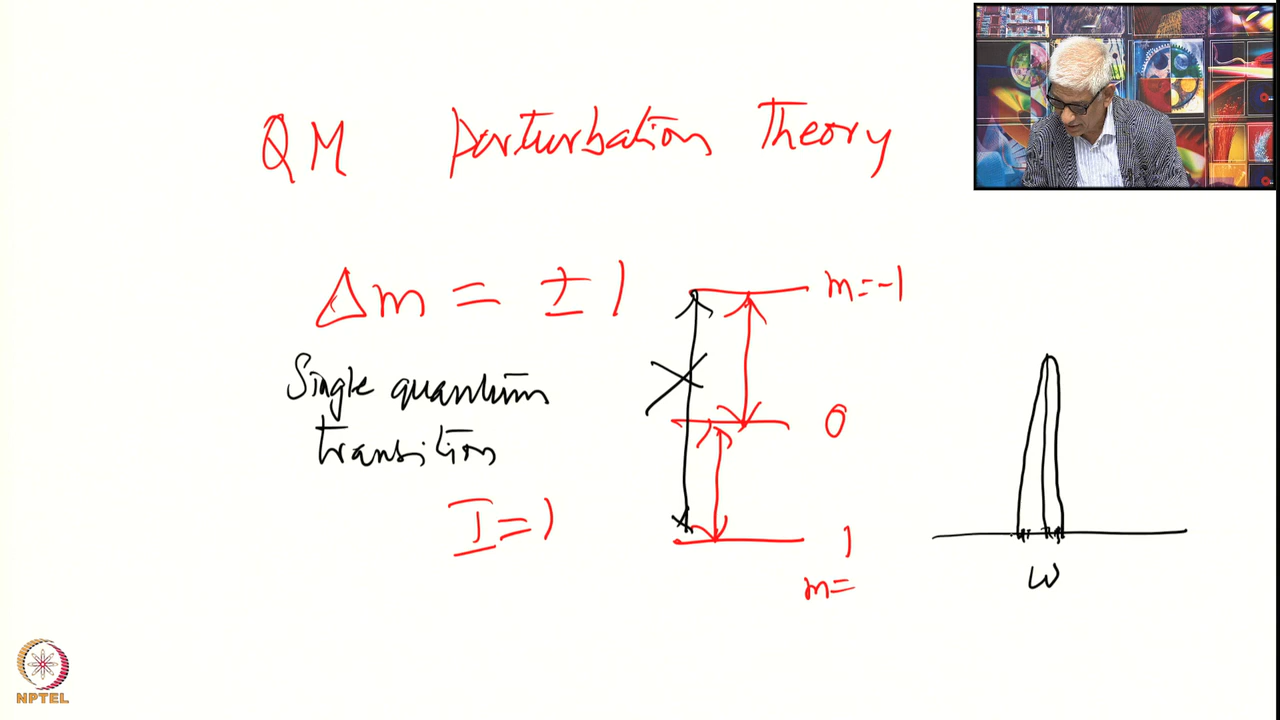 QM Perturbation Theory
Δm = ± 1
m=-1
Single quantum
transition
0
I=1
1
m=
ω
NPTEL